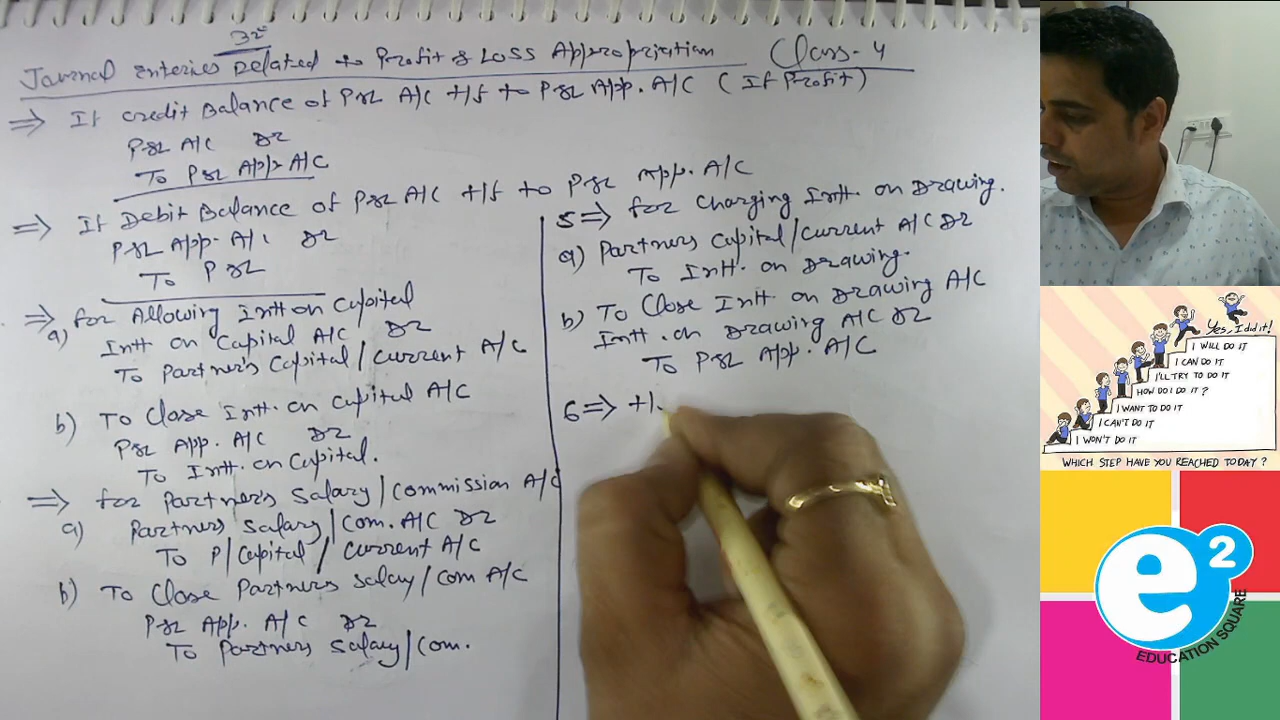 32
Journal Enteries Related to Profit & Loss Appropriation Class-4
⇒ If Credit Balance of P&L A/C t/f to P&L App. A/C (If Profit)
P&L A/C Dr
To P&L App A/C
⇒ If Debit Balance of P&L A/C t/f to P&L App. A/C
P&L App. A/C Dr
To P&L
⇒ for Allowing Intt on Capital
a) Intt on Capital A/C Dr
To Partner's Capital/Current A/C
b) To Close Intt. on Capital A/C
P&L App. A/C Dr
To Intt. on Capital.
⇒ for Partner's Salary/Commission A/C
a) Partners Salary/Com. A/C Dr
To P/Capital/Current A/C
b) To Close Partners Salay/Com A/C
P&L App. A/C Dr
To Partners Salary/Com.
5⇒ for Charging Intt. on Drawing.
a) Partners Capital/Current A/C Dr
To Intt. on Drawing.
b) To Close Intt on Drawing A/C
Intt. on Drawing A/C Dr
To P&L App. A/C
6⇒
Yes, I did it!
I WILL DO IT
I CAN DO IT
I'LL TRY TO DO IT
HOW DO I DO IT?
I WANT TO DO IT
I CAN'T DO IT
I WON'T DO IT
WHICH STEP HAVE YOU REACHED TODAY?
e2
EDUCATION SQUARE